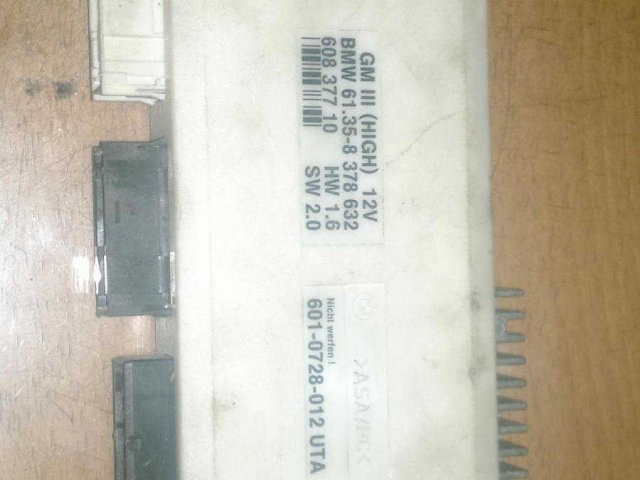 GM III (HIGH) 12V
BMW 61.35-8 378 632
608 377 10 HW 1.6
SW 2.0
Nicht werfen !
601-0728-012 UTA